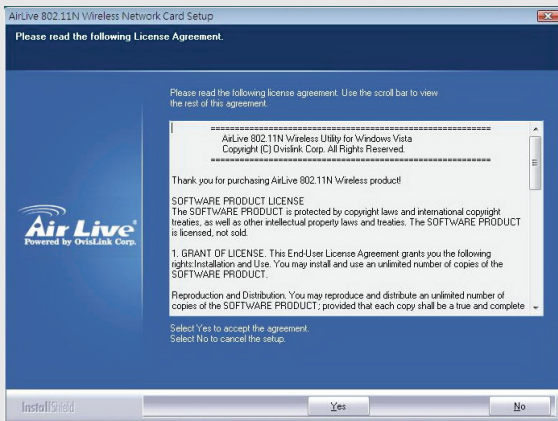 AirLive 802.11N Wireless Network Card Setup
Please read the following License Agreement.
Please read the following license agreement. Use the scroll bar to view
the rest of this agreement.
================================================================
AirLive 802.11N Wireless Utility for Windows Vista
Copyright (C) Ovislink Corp. All Rights Reserved.
================================================================
Thank you for purchasing AirLive 802.11N Wireless product!
SOFTWARE PRODUCT LICENSE
The SOFTWARE PRODUCT is protected by copyright laws and international copyright
treaties, as well as other intellectual property laws and treaties. The SOFTWARE PRODUCT
is licensed, not sold.
1. GRANT OF LICENSE. This End-User License Agreement grants you the following
rights:Installation and Use. You may install and use an unlimited number of copies of the
SOFTWARE PRODUCT.
Reproduction and Distribution. You may reproduce and distribute an unlimited number of
copies of the SOFTWARE PRODUCT; provided that each copy shall be a true and complete
Air Live®
Powered by OvisLink Corp.
Select Yes to accept the agreement.
Select No to cancel the setup.
InstallShield
Yes
No